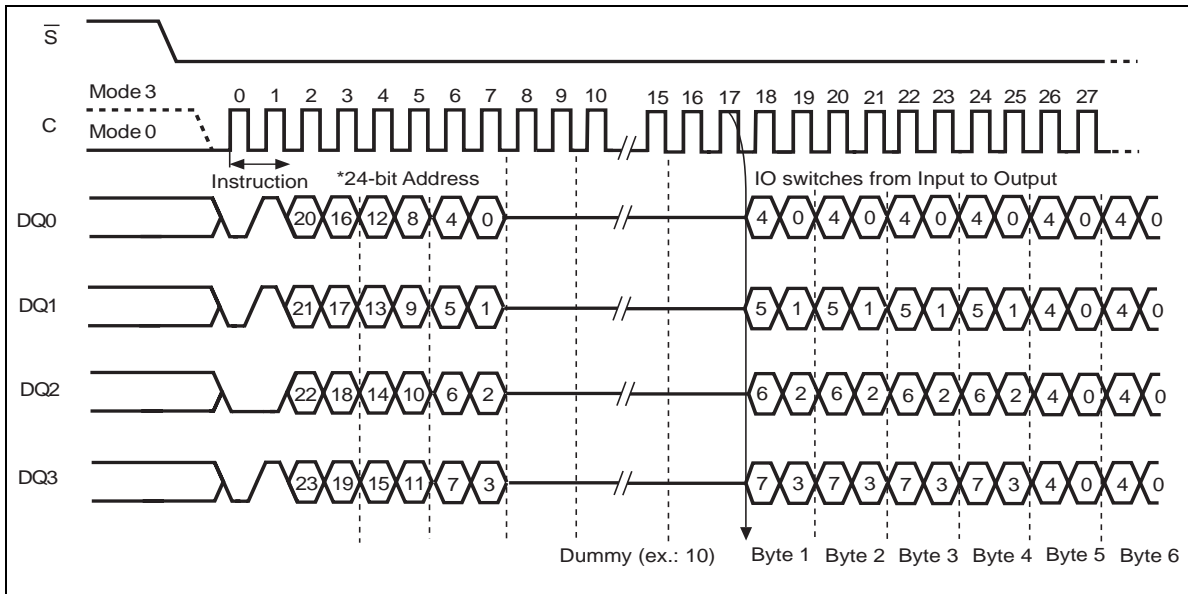 S
Mode 3
0 1 2 3 4 5 6 7 8 9 10 15 16 17 18 19 20 21 22 23 24 25 26 27
C
Mode 0
Instruction *24-bit Address IO switches from Input to Output
DQ0 20 16 12 8 4 0 4 0 4 0 4 0 4 0 4 0 4 0
DQ1 21 17 13 9 5 1 5 1 5 1 5 1 5 1 4 0 4 0
DQ2 22 18 14 10 6 2 6 2 6 2 6 2 6 2 4 0 4 0
DQ3 23 19 15 11 7 3 7 3 7 3 7 3 7 3 4 0 4 0
Dummy (ex.: 10) Byte 1 Byte 2 Byte 3 Byte 4 Byte 5 Byte 6